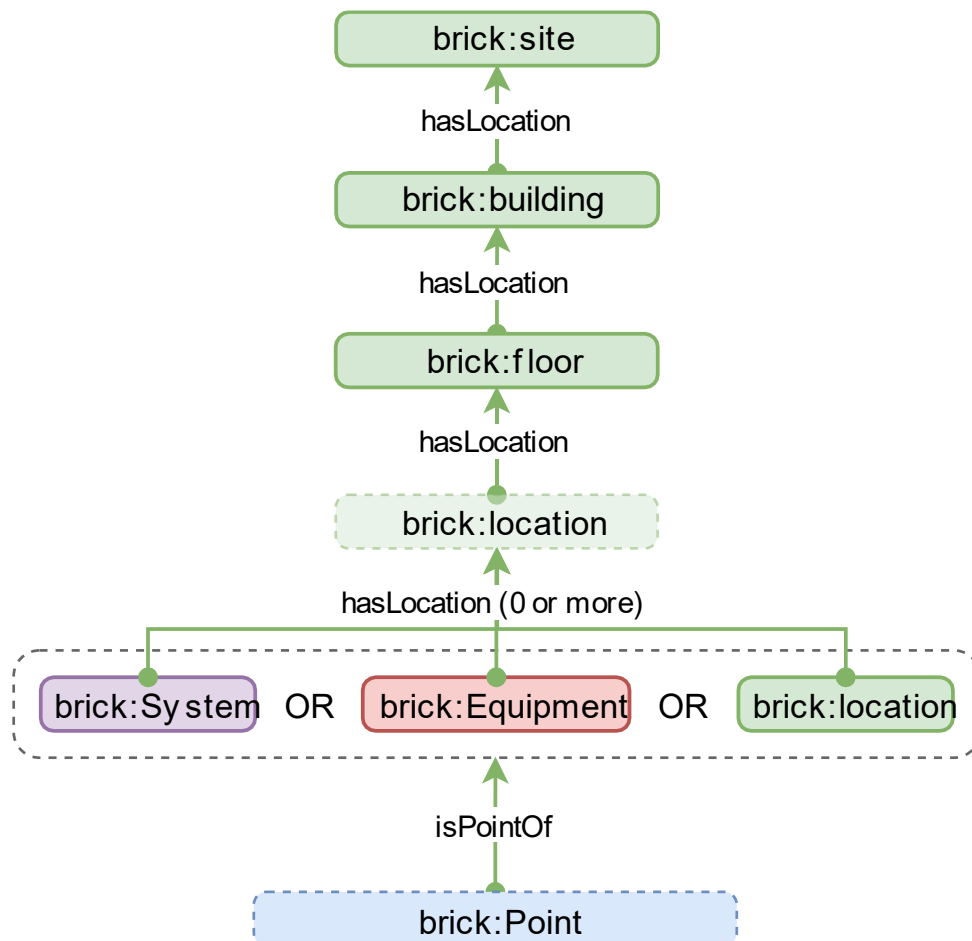 brick:site
hasLocation
brick:building
hasLocation
brick:floor
hasLocation
brick:location
hasLocation (0 or more)
brick:System OR brick:Equipment OR brick:location
isPointOf
brick:Point